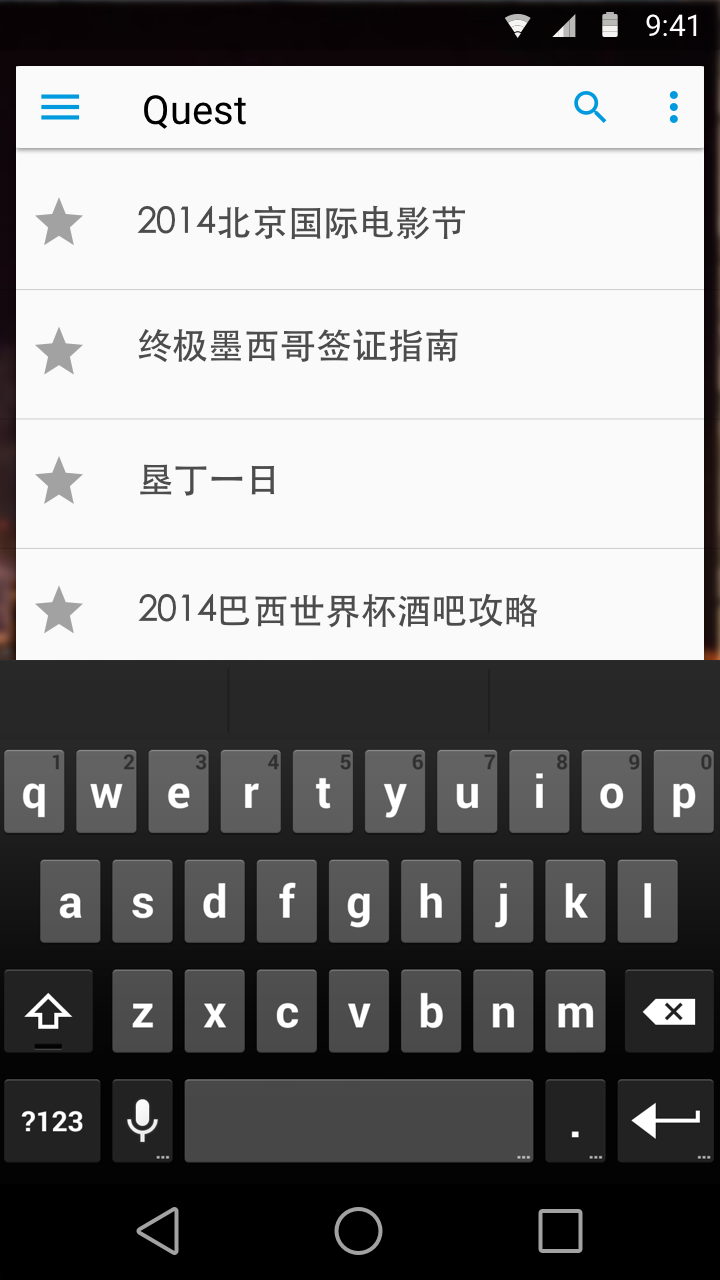 9:41
Quest
2014北京国际电影节
终极墨西哥签证指南
垦丁一日
2014巴西世界杯酒吧攻略
q 1 w 2 e 3 r 4 t 5 y 6 u 7 i 8 o 9 p 0
a s d f g h j k l
z x c v b n m
?123 ... ... . ... ...